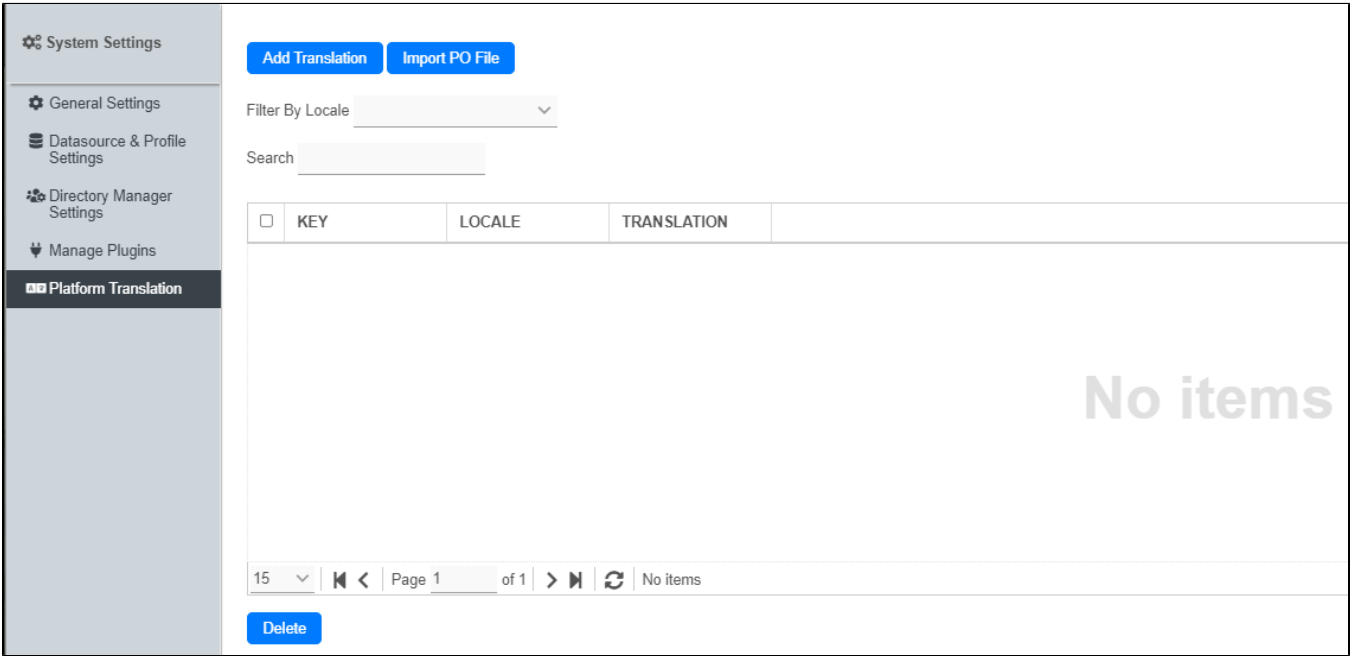 System Settings
General Settings
Datasource & Profile
Settings
Directory Manager
Settings
Manage Plugins
Platform Translation
Add Translation Import PO File
Filter By Locale
Search
KEY LOCALE TRANSLATION
No items
15 Page 1 of 1 No items
Delete